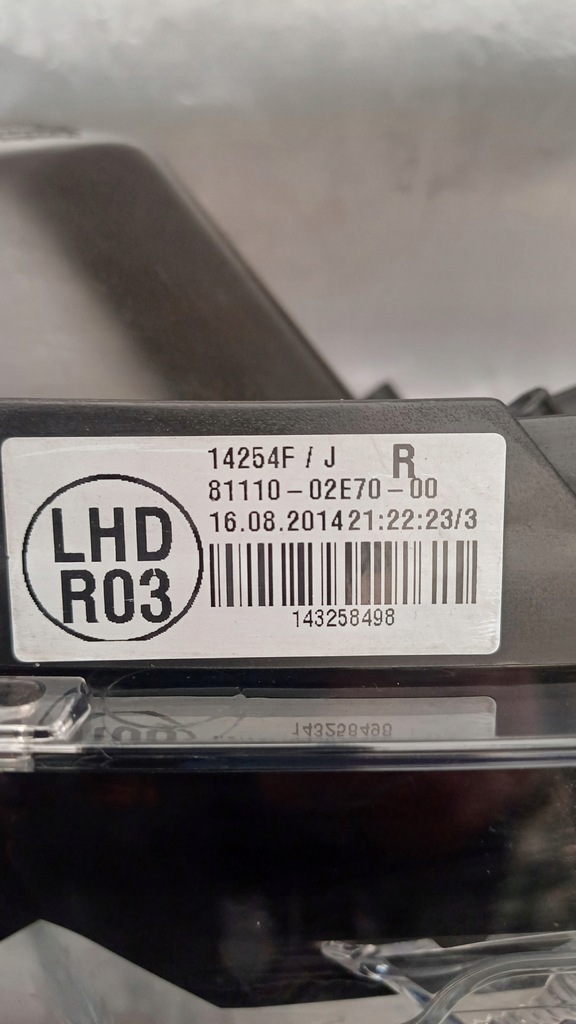 14254F / J R
81110-02E70-00
16.08.2014 21:22:23/3
LHD
R03
143258498